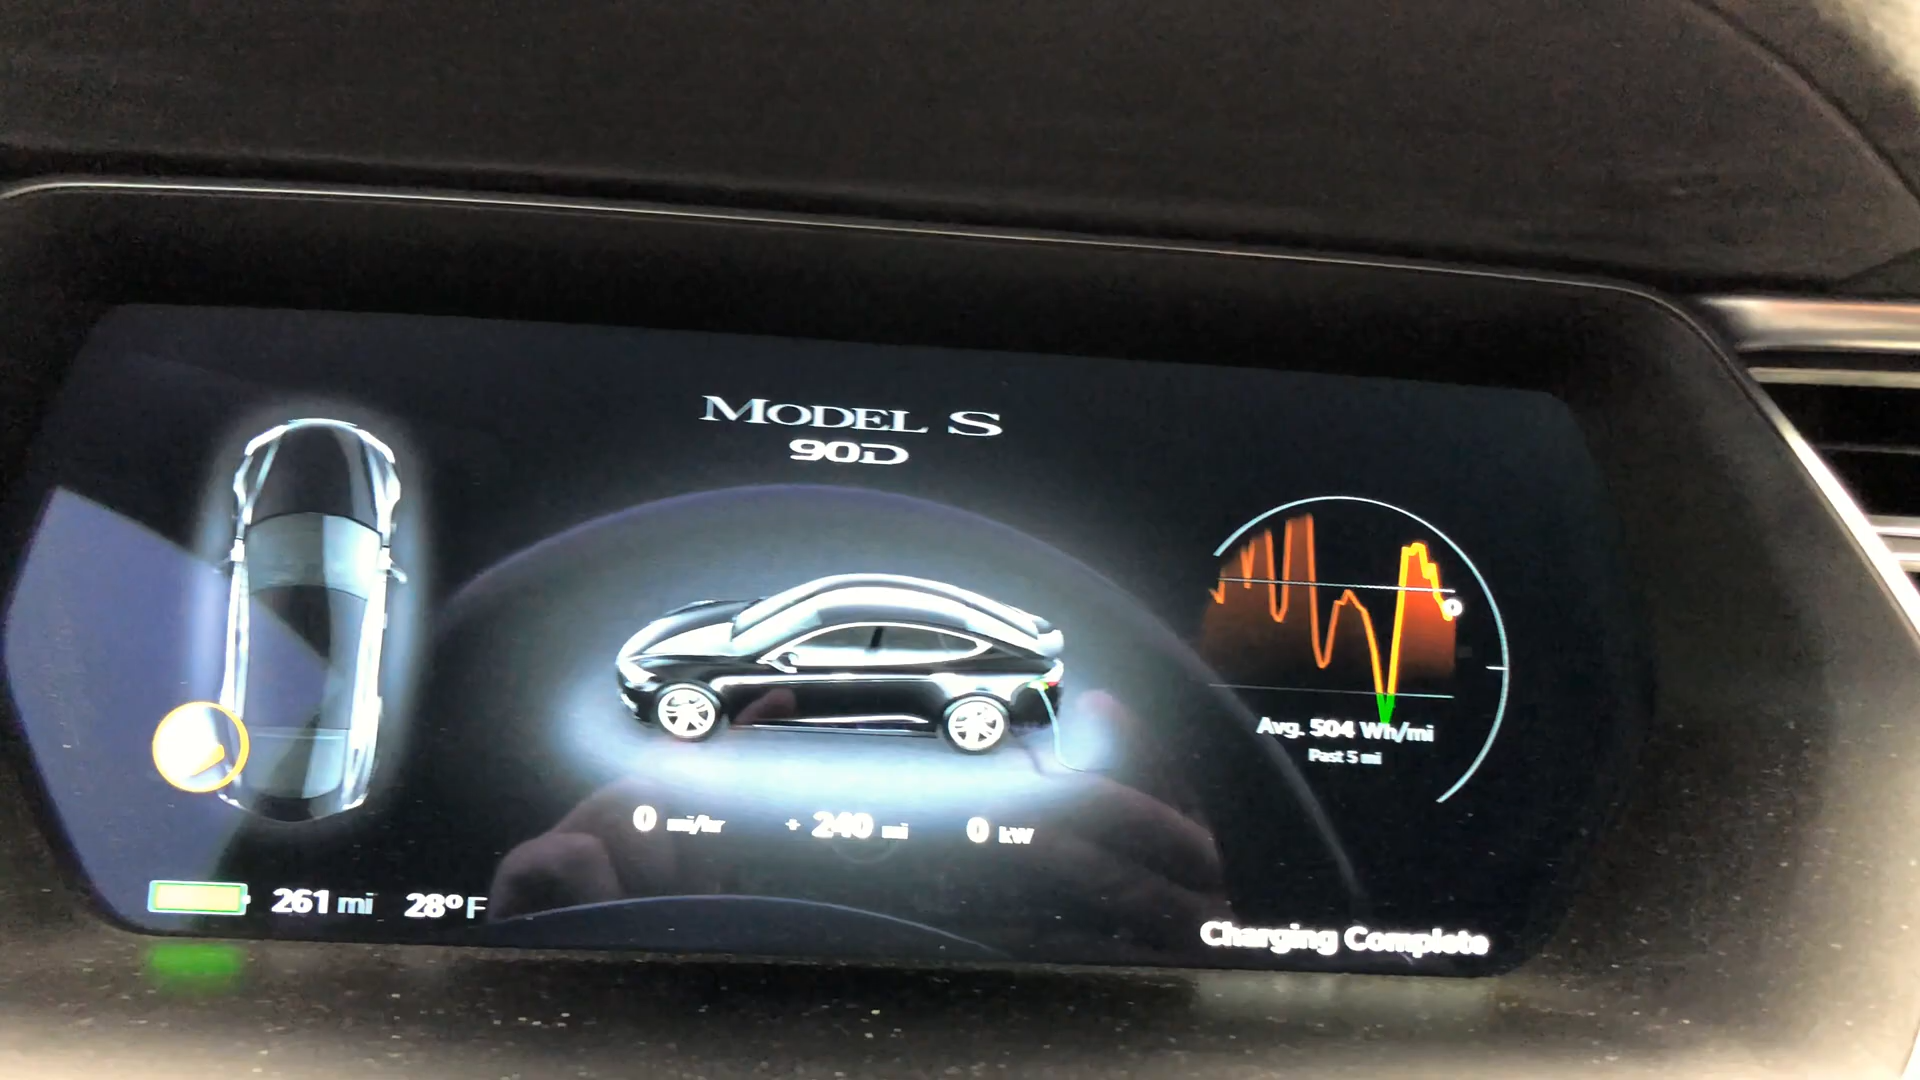 MODEL S
90D
Avg. 504 Wh/mi
Past 5 mi
0 mi/hr + 240 mi 0 kW
261 mi 28° F
Charging Complete